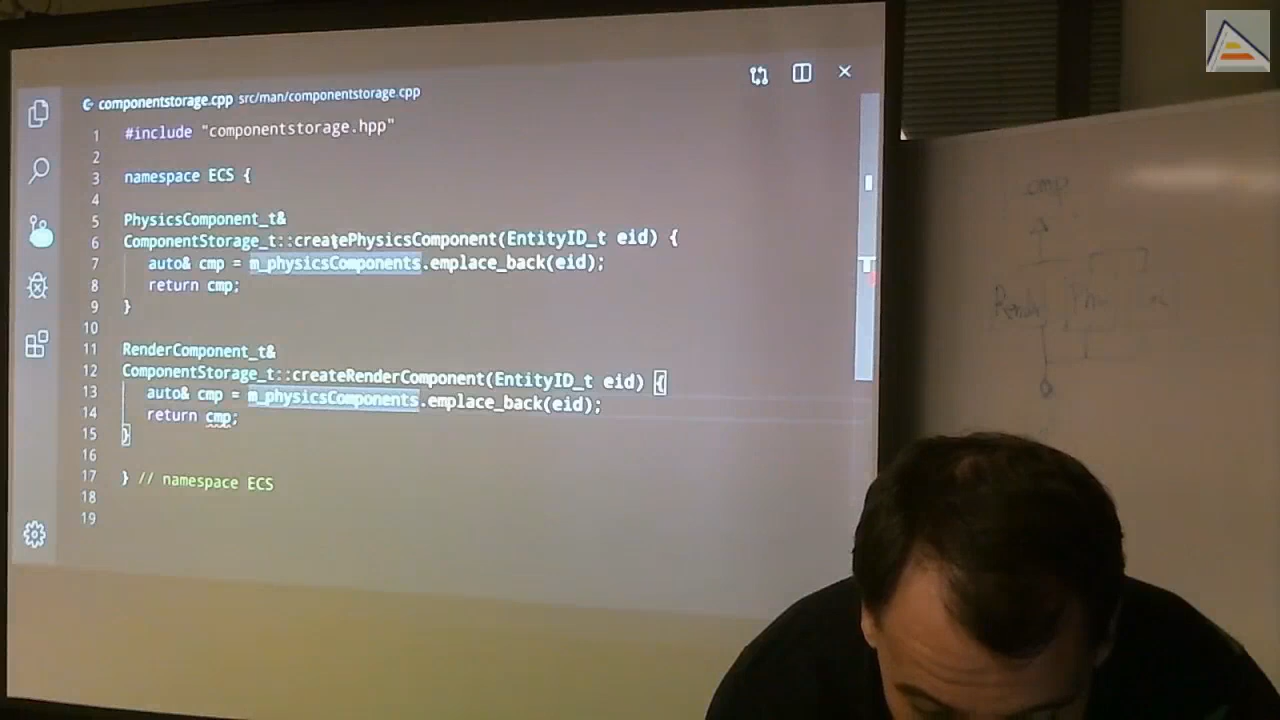 componentstorage.cpp src/man/componentstorage.cpp
1 #include "componentstorage.hpp"
2
3 namespace ECS {
4
5 PhysicsComponent_t&
6 ComponentStorage_t::createPhysicsComponent(EntityID_t eid) {
7 auto& cmp = m_physicsComponents.emplace_back(eid);
8 return cmp;
9 }
10
11 RenderComponent_t&
12 ComponentStorage_t::createRenderComponent(EntityID_t eid) {
13 auto& cmp = m_physicsComponents.emplace_back(eid);
14 return cmp;
15 }
16
17 } // namespace ECS
18
19
cmp